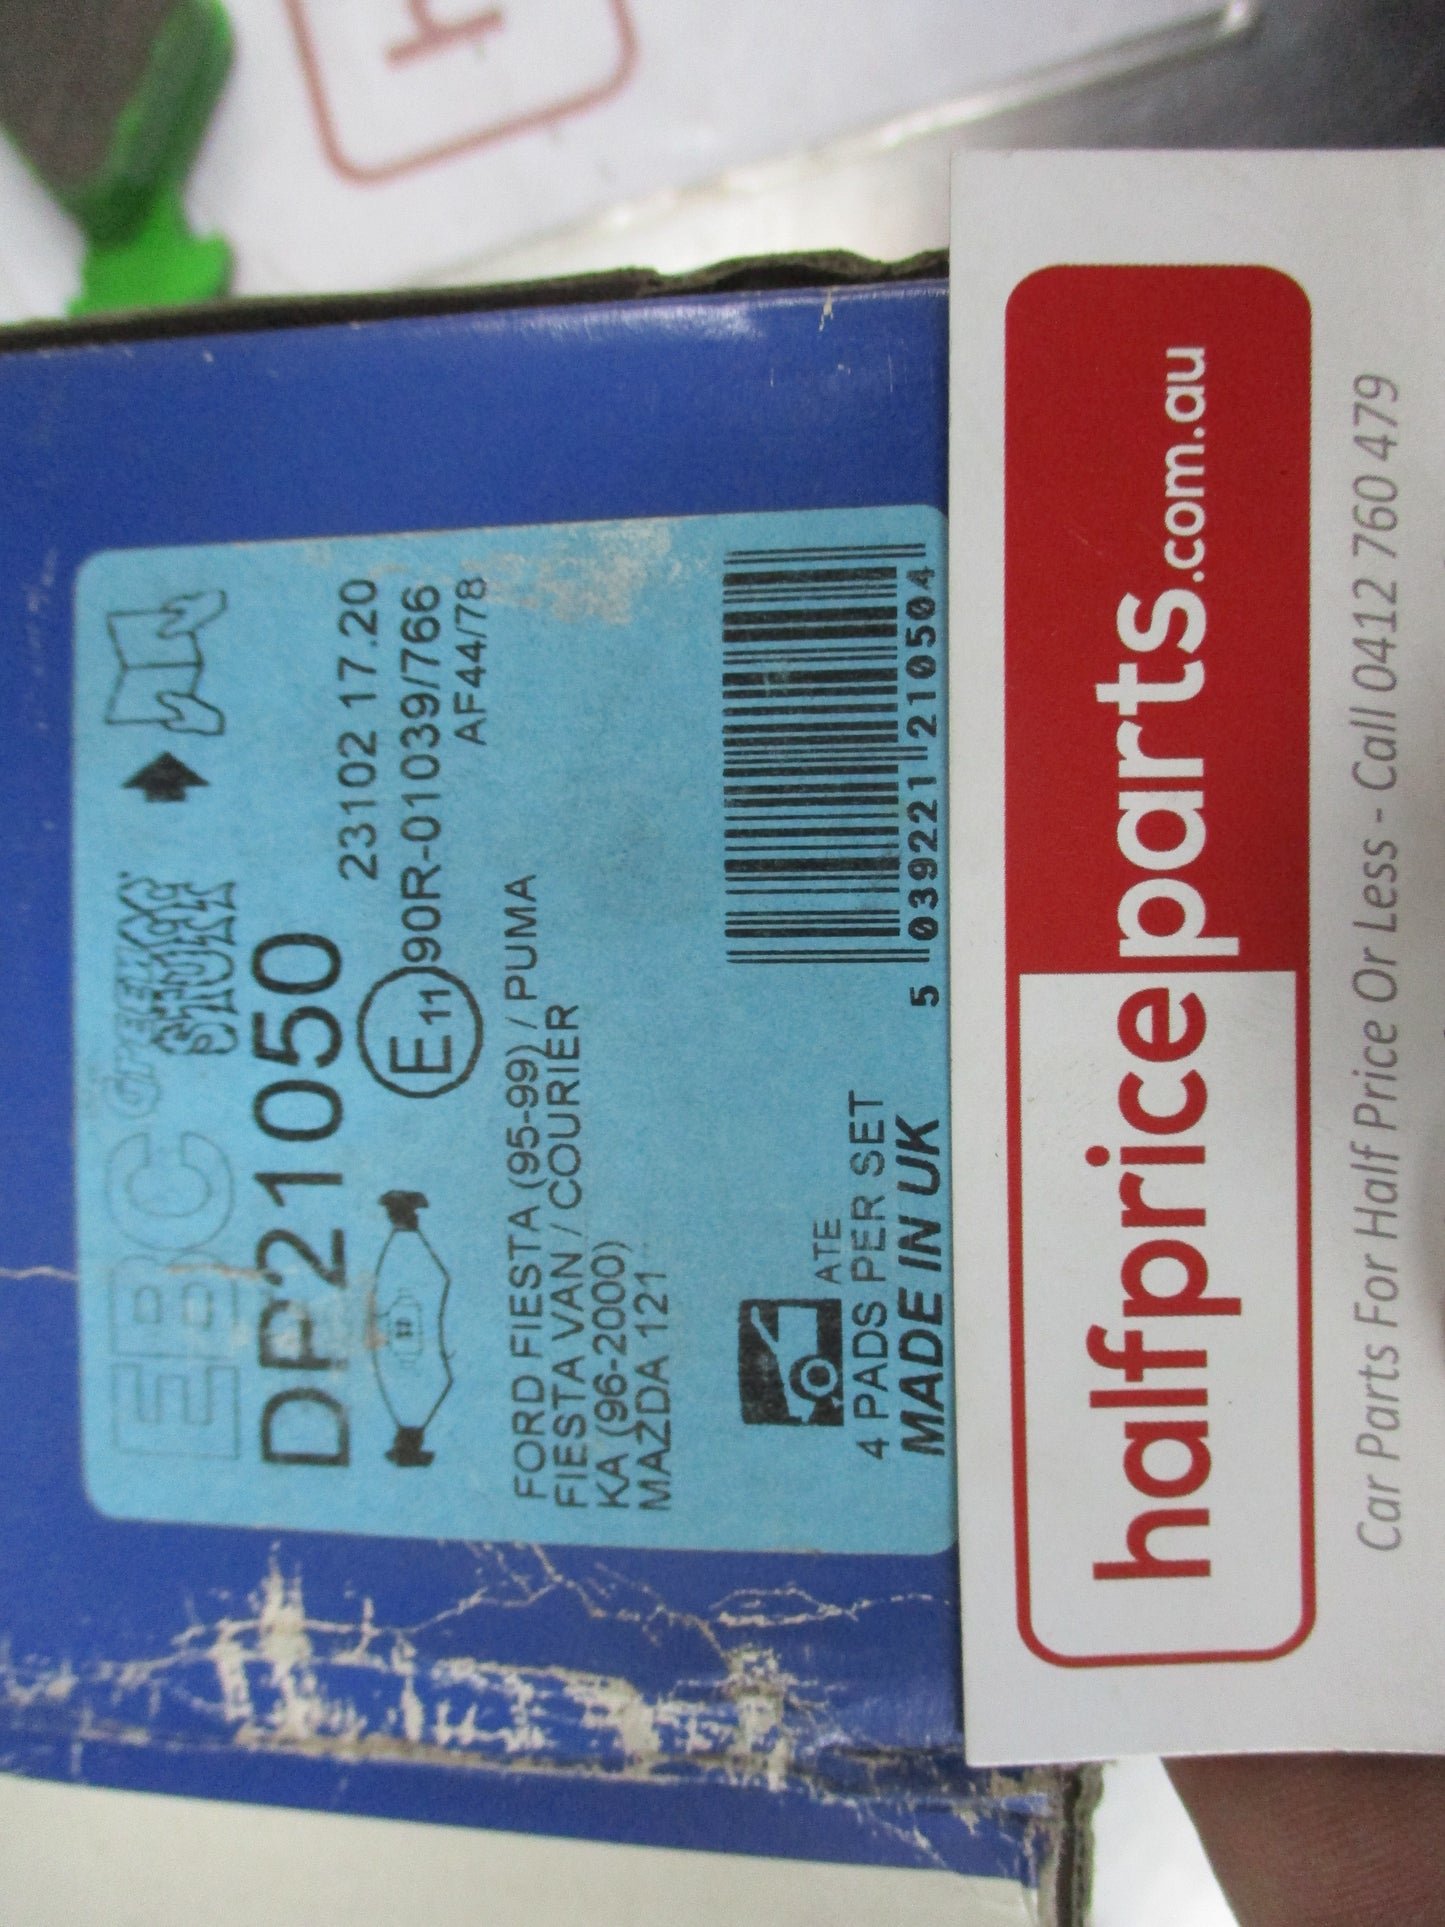 EBC
STUFF
DP21050
23102 17.20
E11 90R-01039/766
AF44/78
FORD FIESTA (95-99) / PUMA
FIESTA VAN / COURIER
KA (96-2000)
MAZDA 121
ATE
4 PADS PER SET
MADE IN UK
5 039221 210504
halfpriceparts.com.au
Car Parts For Half Price Or Less - Call 0412 760 479